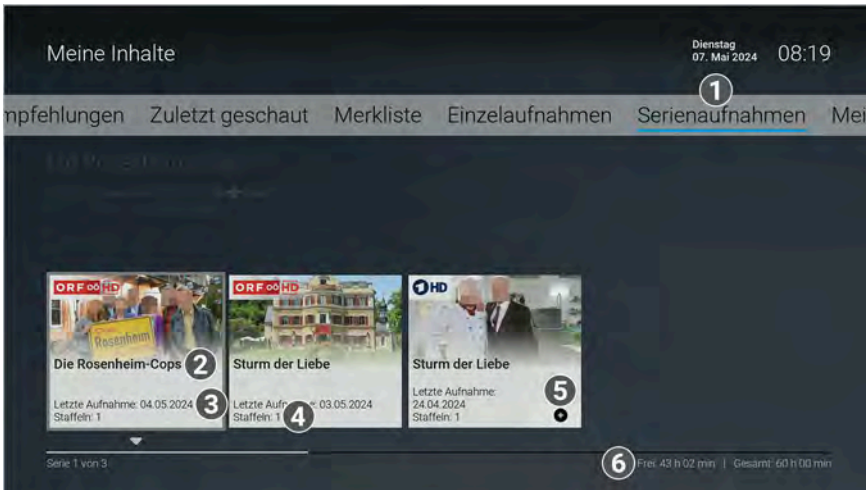 Meine Inhalte
Dienstag
07. Mai 2024
08:19
1
mpfehlungen Zuletzt geschaut Merkliste Einzelaufnahmen Serienaufnahmen Mei
ORF oö HD
Rosenheim
Die Rosenheim-Cops 2
Letzte Aufnahme: 04.05.2024 3
Staffeln: 1
ORF oö HD
Sturm der Liebe
Letzte Aufn e: 03.05.2024
Staffeln: 1 4
HD
Sturm der Liebe
Letzte Aufnahme:
24.04.2024
Staffeln: 1
5
Serie 1 von 3
6 Frei: 43 h 02 min | Gesamt: 60 h 00 min